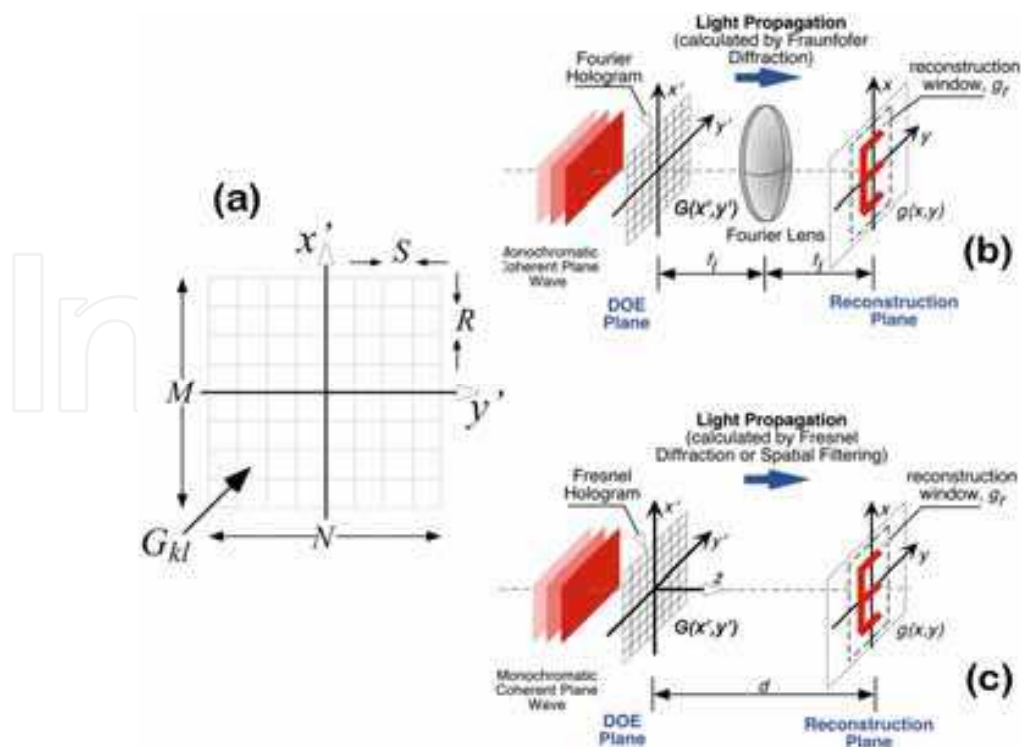 (a)
x'
S
R
M
y'
G_kl
N
Light Propagation
(calculated by Fraunfofer
Diffraction)
Fourier
Hologram
reconstruction
window, g_r
x'
y'
x
y
G(x',y')
g(x,y)
Fourier Lens
Monochromatic
Coherent Plane
Wave
(b)
DOE
Plane
Reconstruction
Plane
Light Propagation
(calculated by Fresnel
Diffraction or Spatial Filtering)
Fresnel
Hologram
reconstruction
window, g_r
x'
y'
z
x
y
G(x',y')
g(x,y)
Monochromatic
Coherent Plane
Wave
d
(c)
DOE
Plane
Reconstruction
Plane
In